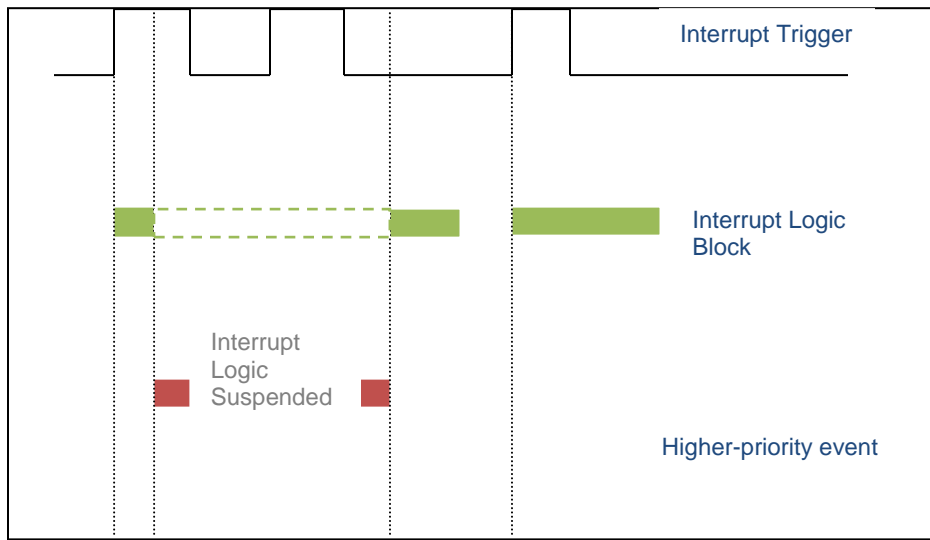 Interrupt Trigger
Interrupt Logic
Block
Interrupt
Logic
Suspended
Higher-priority event